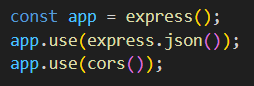 const app = express();
app.use(express.json());
app.use(cors());